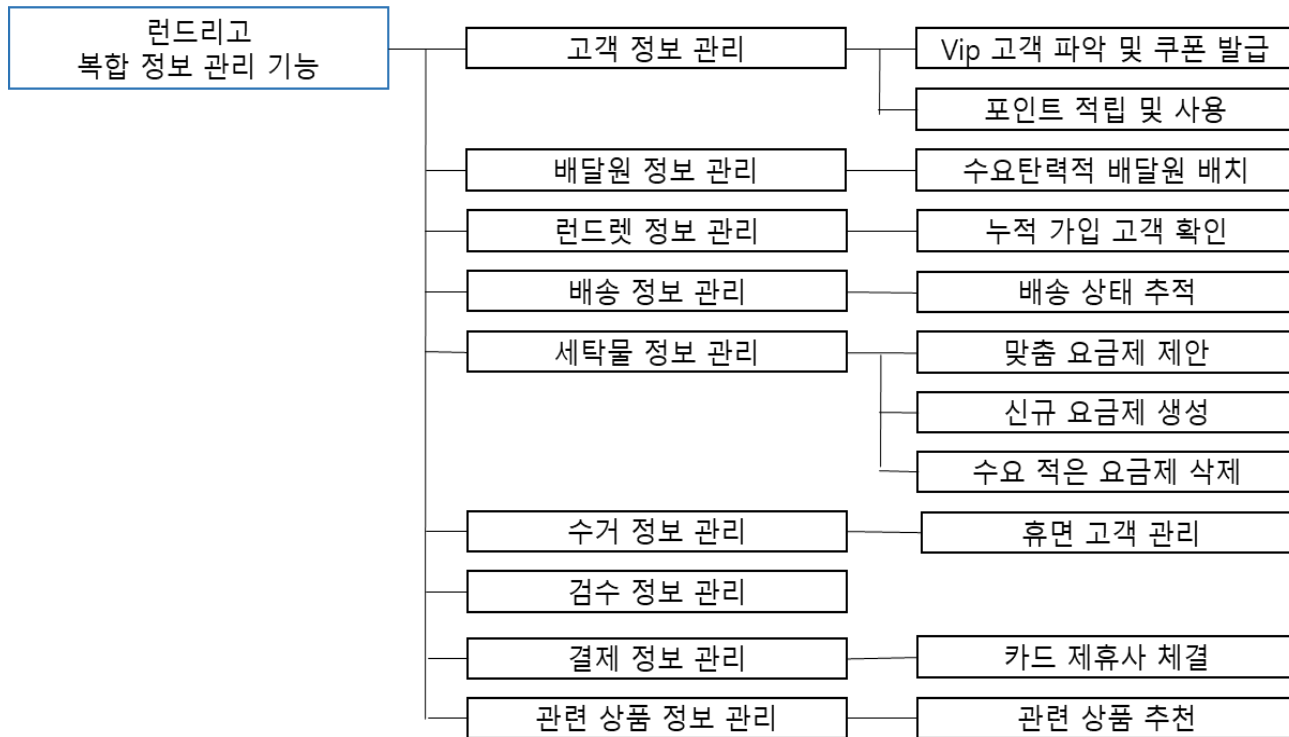 런드리고
복합 정보 관리 기능
고객 정보 관리
Vip 고객 파악 및 쿠폰 발급
포인트 적립 및 사용
배달원 정보 관리
수요탄력적 배달원 배치
런드렛 정보 관리
누적 가입 고객 확인
배송 정보 관리
배송 상태 추적
세탁물 정보 관리
맞춤 요금제 제안
신규 요금제 생성
수요 적은 요금제 삭제
수거 정보 관리
휴면 고객 관리
검수 정보 관리
결제 정보 관리
카드 제휴사 체결
관련 상품 정보 관리
관련 상품 추천